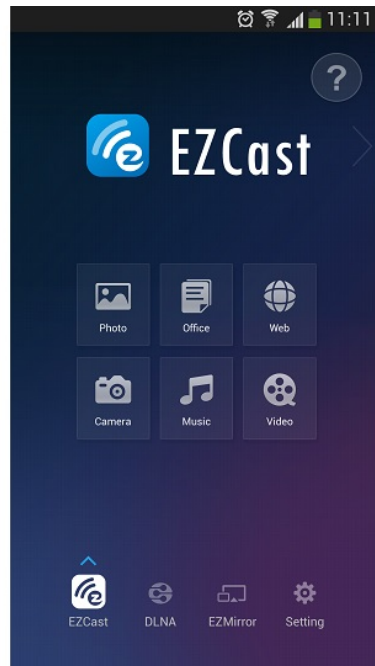 11:11
?
EZCast
Photo Office Web
Camera Music Video
EZCast DLNA EZMirror Setting